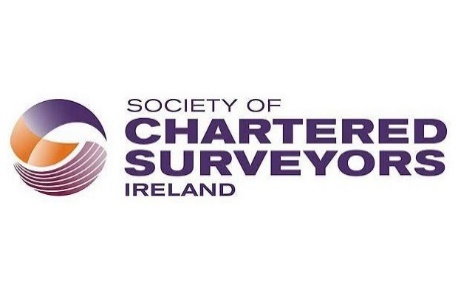 SOCIETY OF
CHARTERED
SURVEYORS
IRELAND